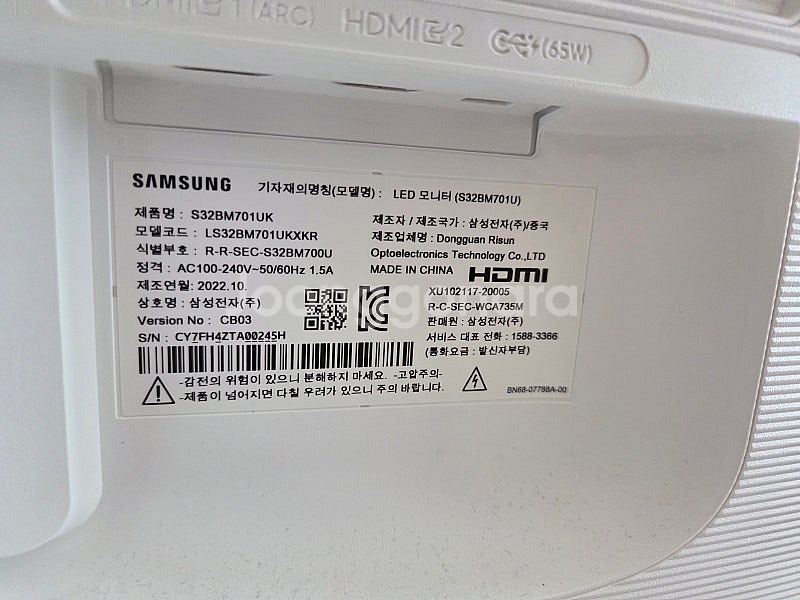 HDMI 1 (ARC) HDMI 2 (65W)
SAMSUNG 기자재의명칭(모델명) : LED 모니터 (S32BM701U)
제품명 : S32BM701UK
모델코드 : LS32BM701UKXKR
식별부호 : R-R-SEC-S32BM700U
정격 : AC100-240V~50/60Hz 1.5A
제조연월: 2022.10.
상호명 : 삼성전자(주)
Version No : CB03
S/N : CY7FH4ZTA00245H
제조자 / 제조국가 : 삼성전자(주)/중국
제조업체명 : Dongguan Risun
Optoelectronics Technology Co.,LTD
MADE IN CHINA HDMI
XU102117-20005
R-C-SEC-WCA735M
판매원 : 삼성전자(주)
서비스 대표 전화 : 1588-3366
(통화요금 : 발신자부담)
-감전의 위험이 있으니 분해하지 마세요. -고압주의-
-제품이 넘어지면 다칠 우려가 있으니 주의 바랍니다.
BN68-07788A-00